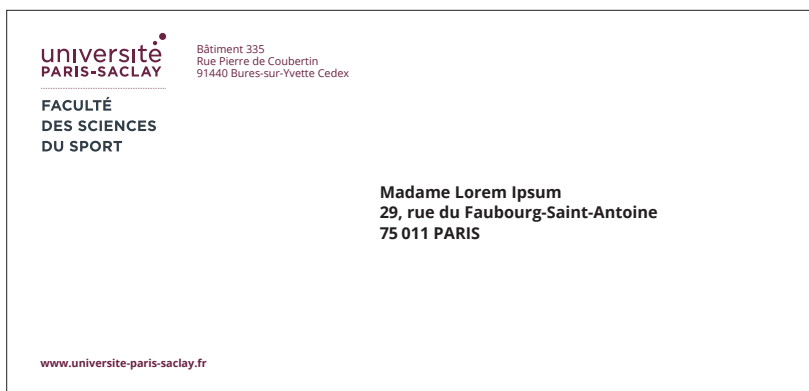 université
PARIS-SACLAY
FACULTÉ
DES SCIENCES
DU SPORT
Bâtiment 335
Rue Pierre de Coubertin
91440 Bures-sur-Yvette Cedex
Madame Lorem Ipsum
29, rue du Faubourg-Saint-Antoine
75 011 PARIS
www.universite-paris-saclay.fr